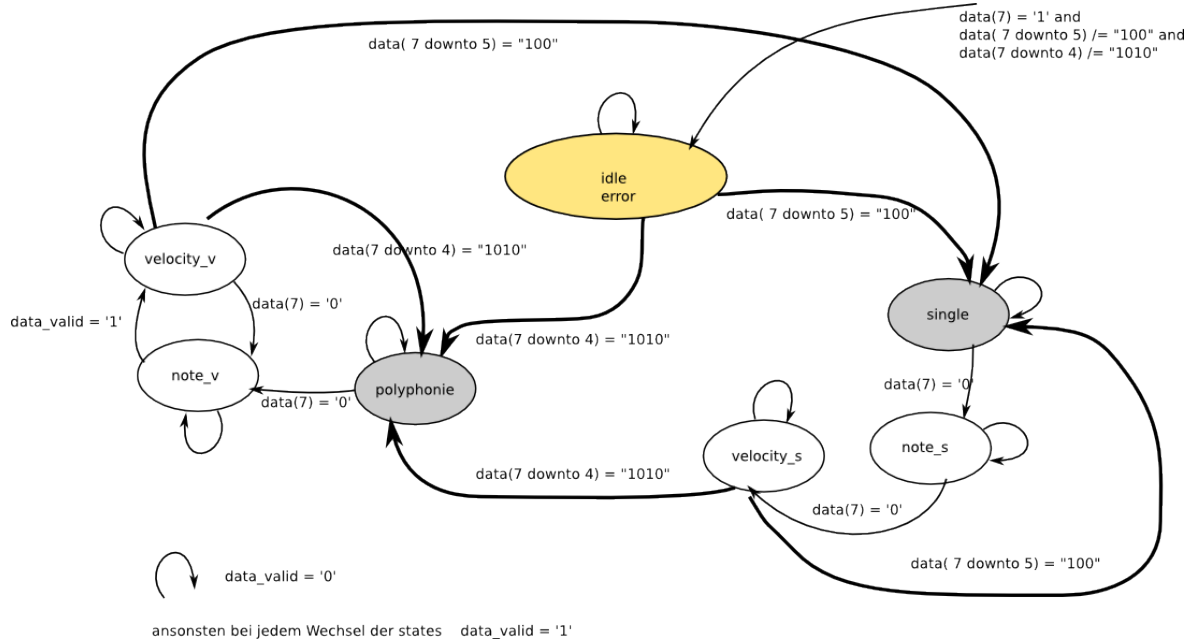 data(7) = '1' and
data( 7 downto 5) /= "100" and
data(7 downto 4) /= "1010"
data( 7 downto 5) = "100"
idle
error
data( 7 downto 5) = "100"
data(7 downto 4) = "1010"
velocity_v
data(7) = '0'
data_valid = '1'
single
data(7 downto 4) = "1010"
note_v
polyphonie
data(7) = '0'
data(7) = '0'
velocity_s
note_s
data(7 downto 4) = "1010"
data(7) = '0'
data( 7 downto 5) = "100"
data_valid = '0'
ansonsten bei jedem Wechsel der states data_valid = '1'